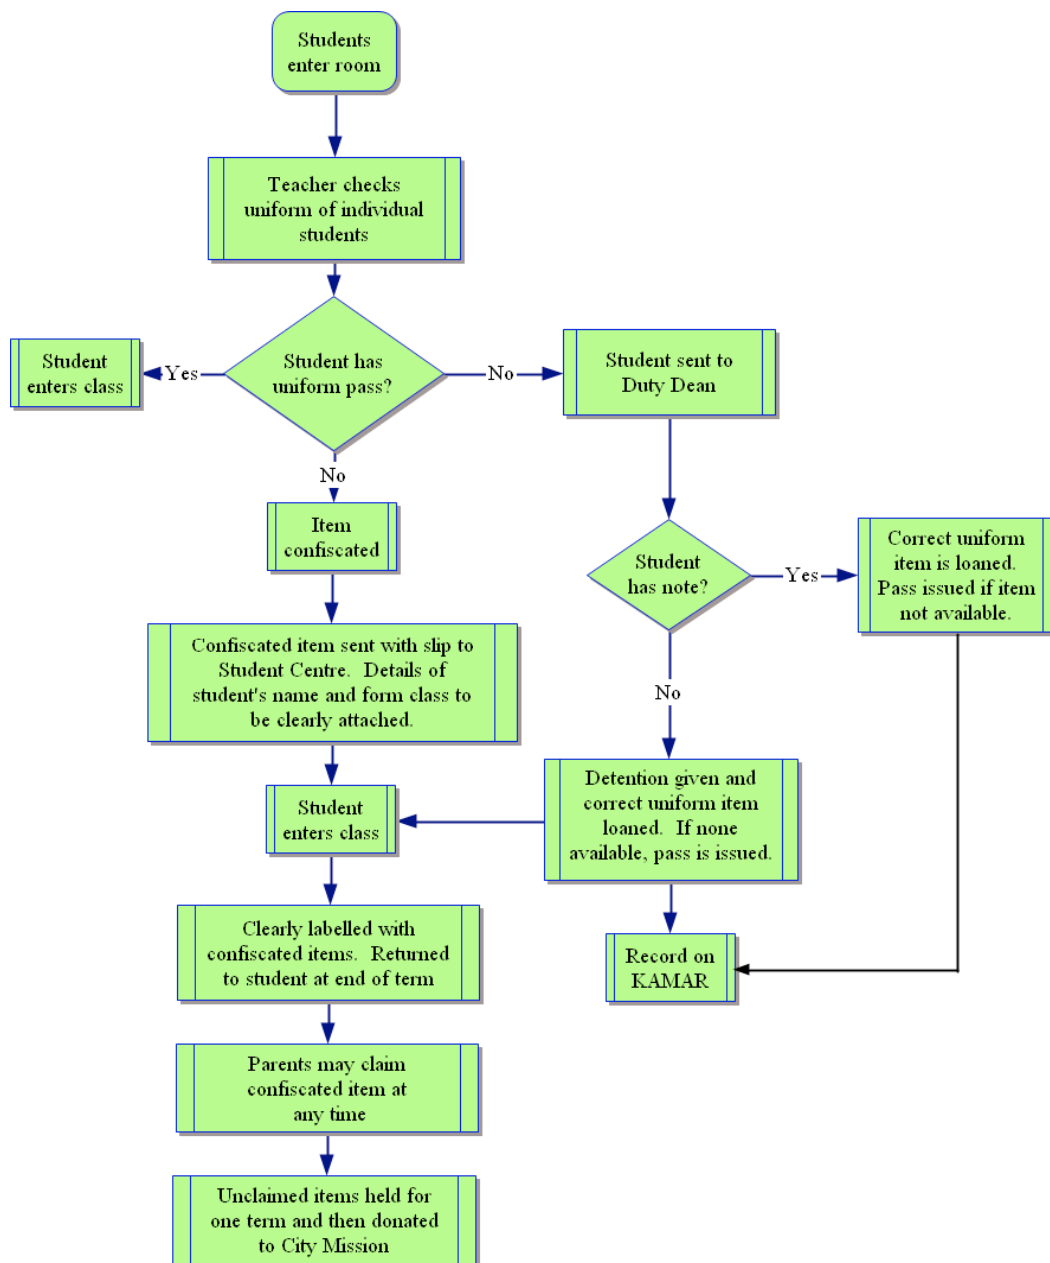 Students
enter room
Teacher checks
uniform of individual
students
Student has
uniform pass?
Yes
Student
enters class
No
Student sent to
Duty Dean
No
Item
confiscated
Student
has note?
Yes
Correct uniform
item is loaned.
Pass issued if item
not available.
Confiscated item sent with slip to
Student Centre. Details of
student's name and form class to
be clearly attached.
No
Detention given and
correct uniform item
loaned. If none
available, pass is issued.
Student
enters class
Clearly labelled with
confiscated items. Returned
to student at end of term
Record on
KAMAR
Parents may claim
confiscated item at
any time
Unclaimed items held for
one term and then donated
to City Mission